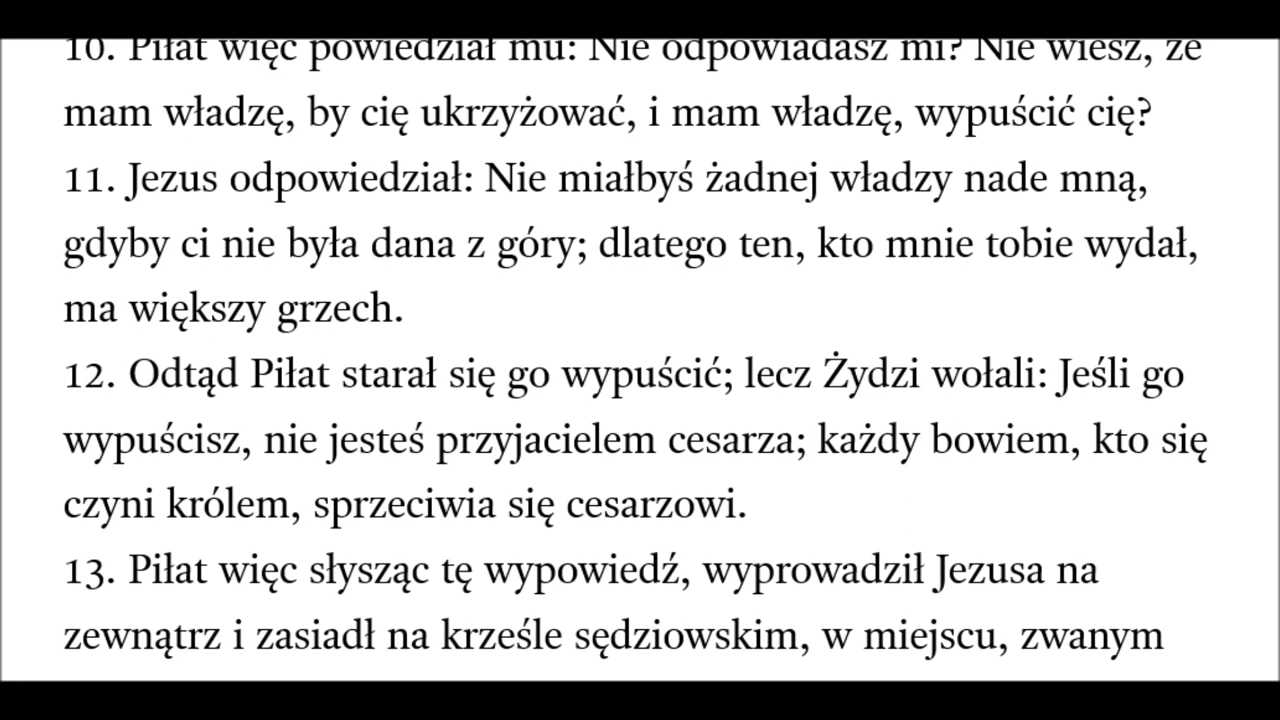 10. Piłat więc powiedział mu: Nie odpowiadasz mi? Nie wiesz, że
mam władzę, by cię ukrzyżować, i mam władzę, wypuścić cię?
11. Jezus odpowiedział: Nie miałbyś żadnej władzy nade mną,
gdyby ci nie była dana z góry; dlatego ten, kto mnie tobie wydał,
ma większy grzech.
12. Odtąd Piłat starał się go wypuścić; lecz Żydzi wołali: Jeśli go
wypuścisz, nie jesteś przyjacielem cesarza; każdy bowiem, kto się
czyni królem, sprzeciwia się cesarzowi.
13. Piłat więc słysząc tę wypowiedź, wyprowadził Jezusa na
zewnątrz i zasiadł na krześle sędziowskim, w miejscu, zwanym